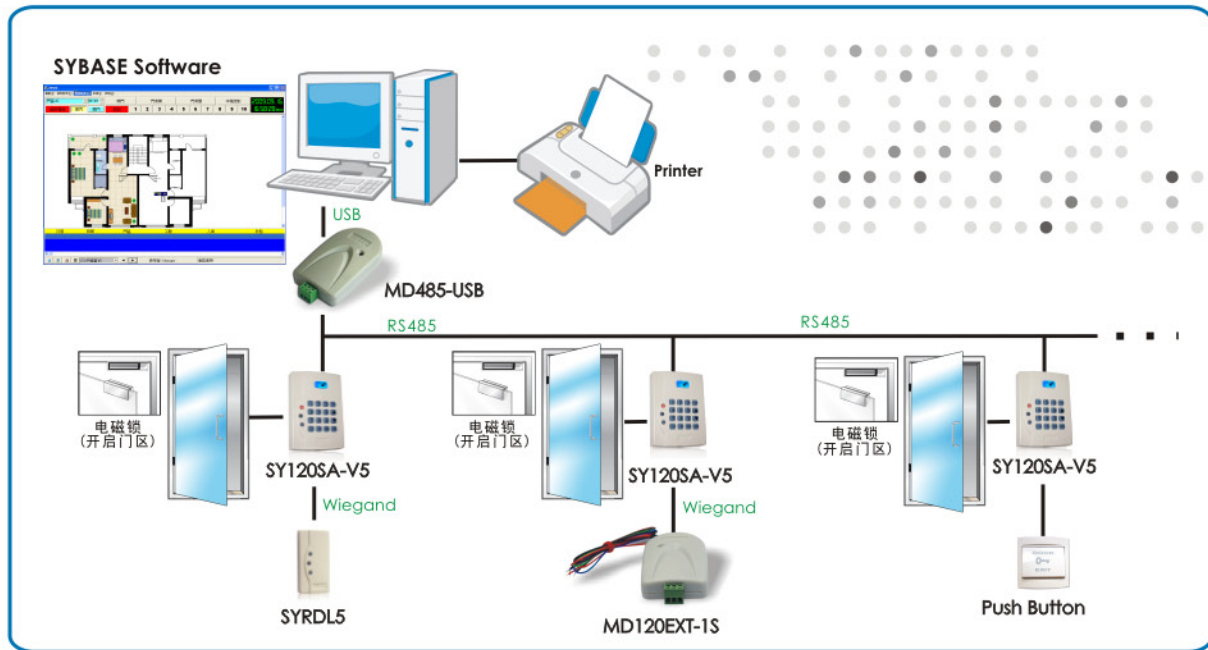 SYBASE Software
Printer
USB
MD485-USB
RS485
RS485
电磁锁
(开启门区)
电磁锁
(开启门区)
电磁锁
(开启门区)
SY120SA-V5
SY120SA-V5
SY120SA-V5
Wiegand
Wiegand
SYRDL5
MD120EXT-1S
Push Button